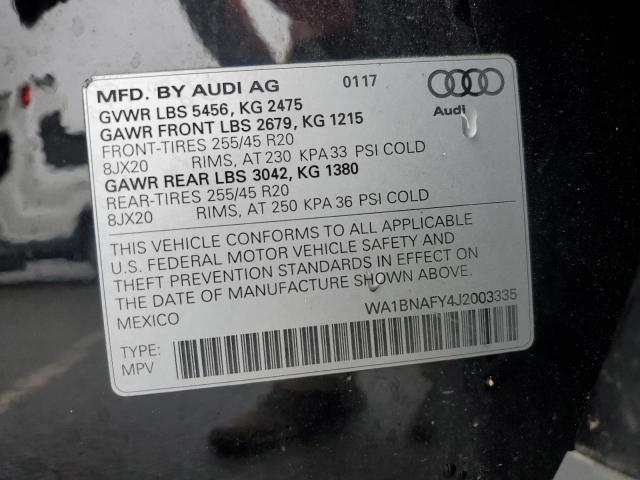 MFD. BY AUDI AG 0117
GVWR LBS 5456, KG 2475
GAWR FRONT LBS 2679, KG 1215
FRONT-TIRES 255/45 R20
8JX20 RIMS, AT 230 KPA 33 PSI COLD
GAWR REAR LBS 3042, KG 1380
REAR-TIRES 255/45 R20
8JX20 RIMS, AT 250 KPA 36 PSI COLD
Audi
THIS VEHICLE CONFORMS TO ALL APPLICABLE
U.S. FEDERAL MOTOR VEHICLE SAFETY AND
THEFT PREVENTION STANDARDS IN EFFECT ON
THE DATE OF MANUFACTURE SHOWN ABOVE.
MEXICO WA1BNAFY4J2003335
TYPE:
MPV